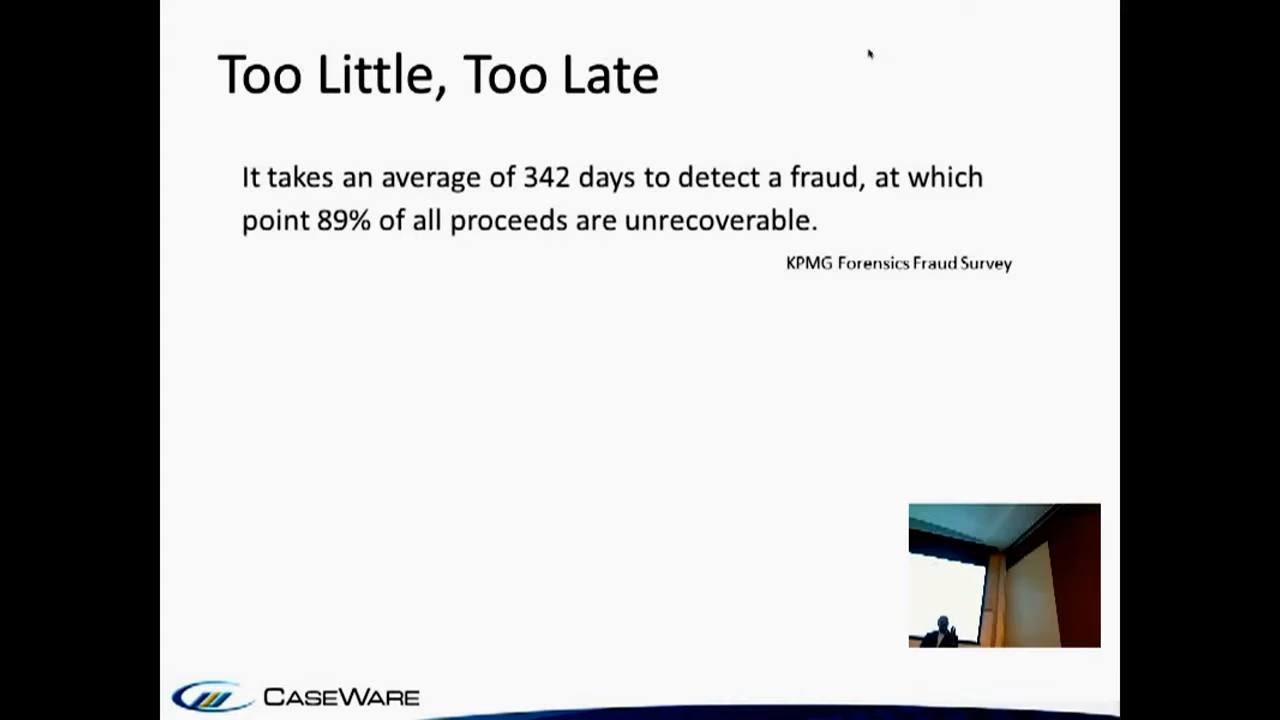 Too Little, Too Late
It takes an average of 342 days to detect a fraud, at which
point 89% of all proceeds are unrecoverable.
KPMG Forensics Fraud Survey
CASEWARE